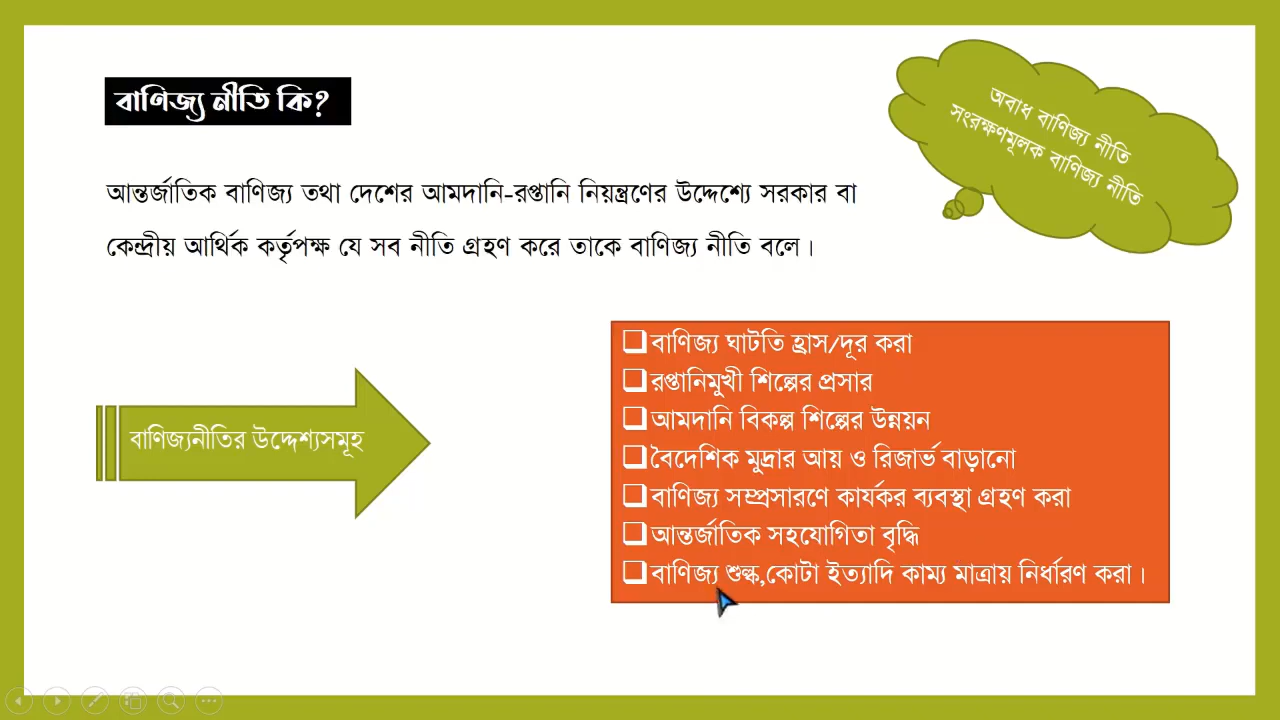 বাণিজ্য নীতি কি?
অবাধ বাণিজ্য নীতি
সংরক্ষণমূলক বাণিজ্য নীতি
আন্তর্জাতিক বাণিজ্য তথা দেশের আমদানি-রপ্তানি নিয়ন্ত্রণের উদ্দেশ্যে সরকার বা
কেন্দ্রীয় আর্থিক কর্তৃপক্ষ যে সব নীতি গ্রহণ করে তাকে বাণিজ্য নীতি বলে।
বাণিজ্যনীতির উদ্দেশ্যসমূহ
বাণিজ্য ঘাটতি হ্রাস/দূর করা
রপ্তানিমুখী শিল্পের প্রসার
আমদানি বিকল্প শিল্পের উন্নয়ন
বৈদেশিক মুদ্রার আয় ও রিজার্ভ বাড়ানো
বাণিজ্য সম্প্রসারণে কার্যকর ব্যবস্থা গ্রহণ করা
আন্তর্জাতিক সহযোগিতা বৃদ্ধি
বাণিজ্য শুল্ক,কোটা ইত্যাদি কাম্য মাত্রায় নির্ধারণ করা।